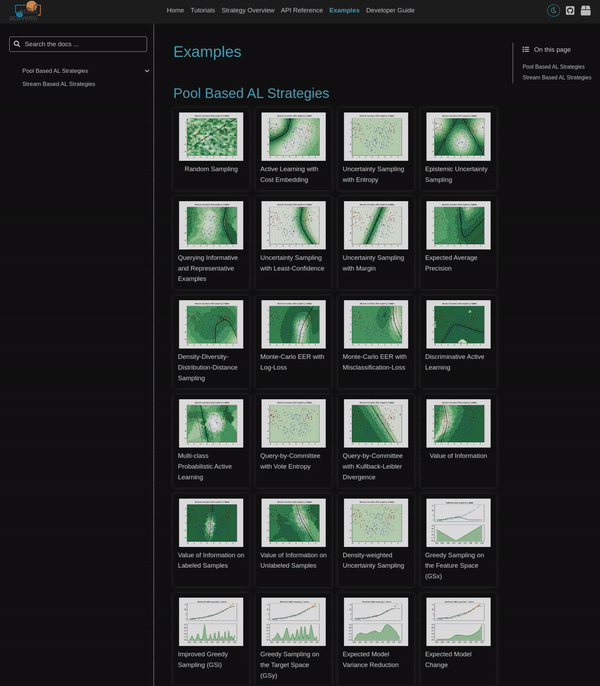 Home Tutorials Strategy Overview API Reference Examples Developer Guide
Search the docs ...
Pool Based AL Strategies
Stream Based AL Strategies
Examples
On this page
Pool Based AL Strategies
Stream Based AL Strategies
Pool Based AL Strategies
Random Sampling
Active Learning with
Cost Embedding
Uncertainty Sampling
with Entropy
Epistemic Uncertainty
Sampling
Querying Informative
and Representative
Examples
Uncertainty Sampling
with Least-Confidence
Uncertainty Sampling
with Margin
Expected Average
Precision
Density-Diversity-
Distribution-Distance
Sampling
Monte-Carlo EER with
Log-Loss
Monte-Carlo EER with
Misclassification-Loss
Discriminative Active
Learning
Multi-class
Probabilistic Active
Learning
Query-by-Committee
with Vote Entropy
Query-by-Committee
with Kullback-Leibler
Divergence
Value of Information
Value of Information on
Labeled Samples
Value of Information on
Unlabeled Samples
Density-weighted
Uncertainty Sampling
Greedy Sampling on
the Feature Space
(GSx)
Improved Greedy
Sampling (GSi)
Greedy Sampling on
the Target Space
(GSy)
Expected Model
Variance Reduction
Expected Model
Change